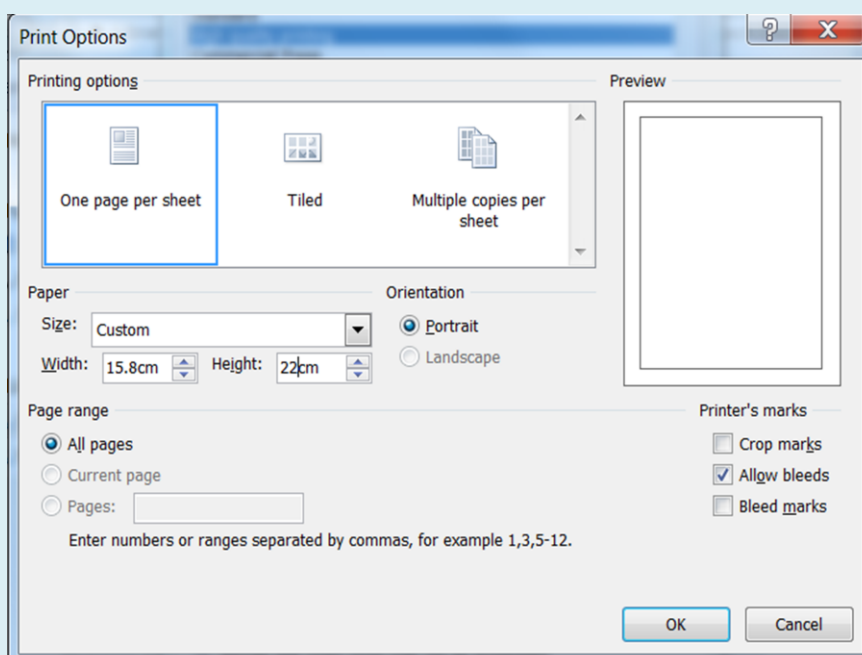 Print Options
Printing options
Preview
One page per sheet
Tiled
Multiple copies per
sheet
Paper
Orientation
Size: Custom
Portrait
Width: 15.8cm Height: 22cm
Landscape
Page range
Printer's marks
All pages
Crop marks
Current page
Allow bleeds
Pages:
Bleed marks
Enter numbers or ranges separated by commas, for example 1,3,5-12.
OK
Cancel